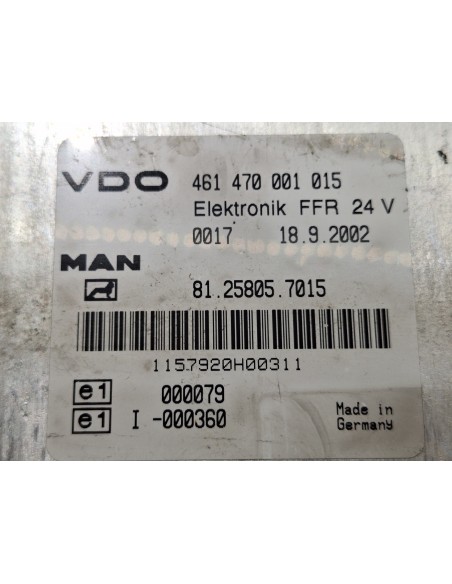 VDO 461 470 001 015
Elektronik FFR 24 V
0017 18.9.2002
MAN
81.25805.7015
1157920H00311
e1 000079
e1 I -000360
Made in
Germany